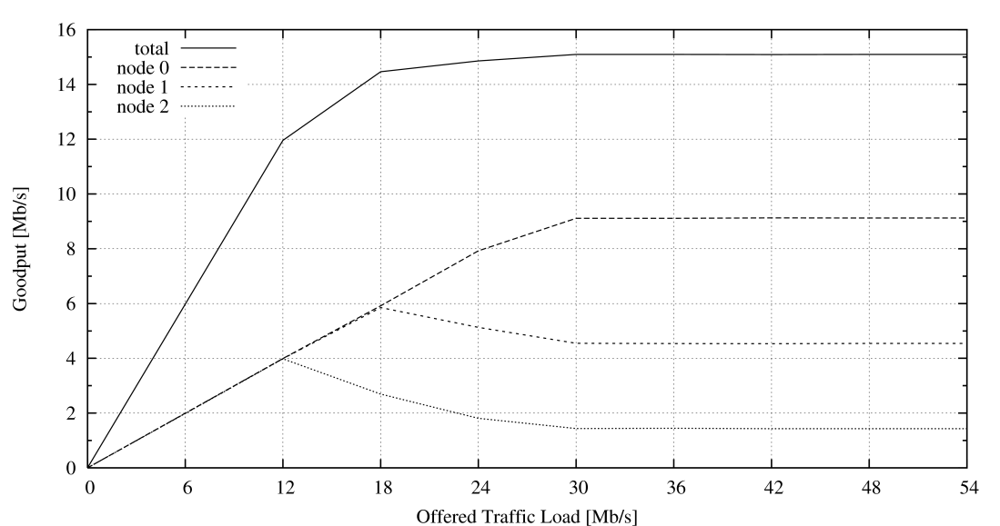 16
14
12
10
8
6
4
2
0
total
node 0
node 1
node 2
Goodput [Mb/s]
0 6 12 18 24 30 36 42 48 54
Offered Traffic Load [Mb/s]